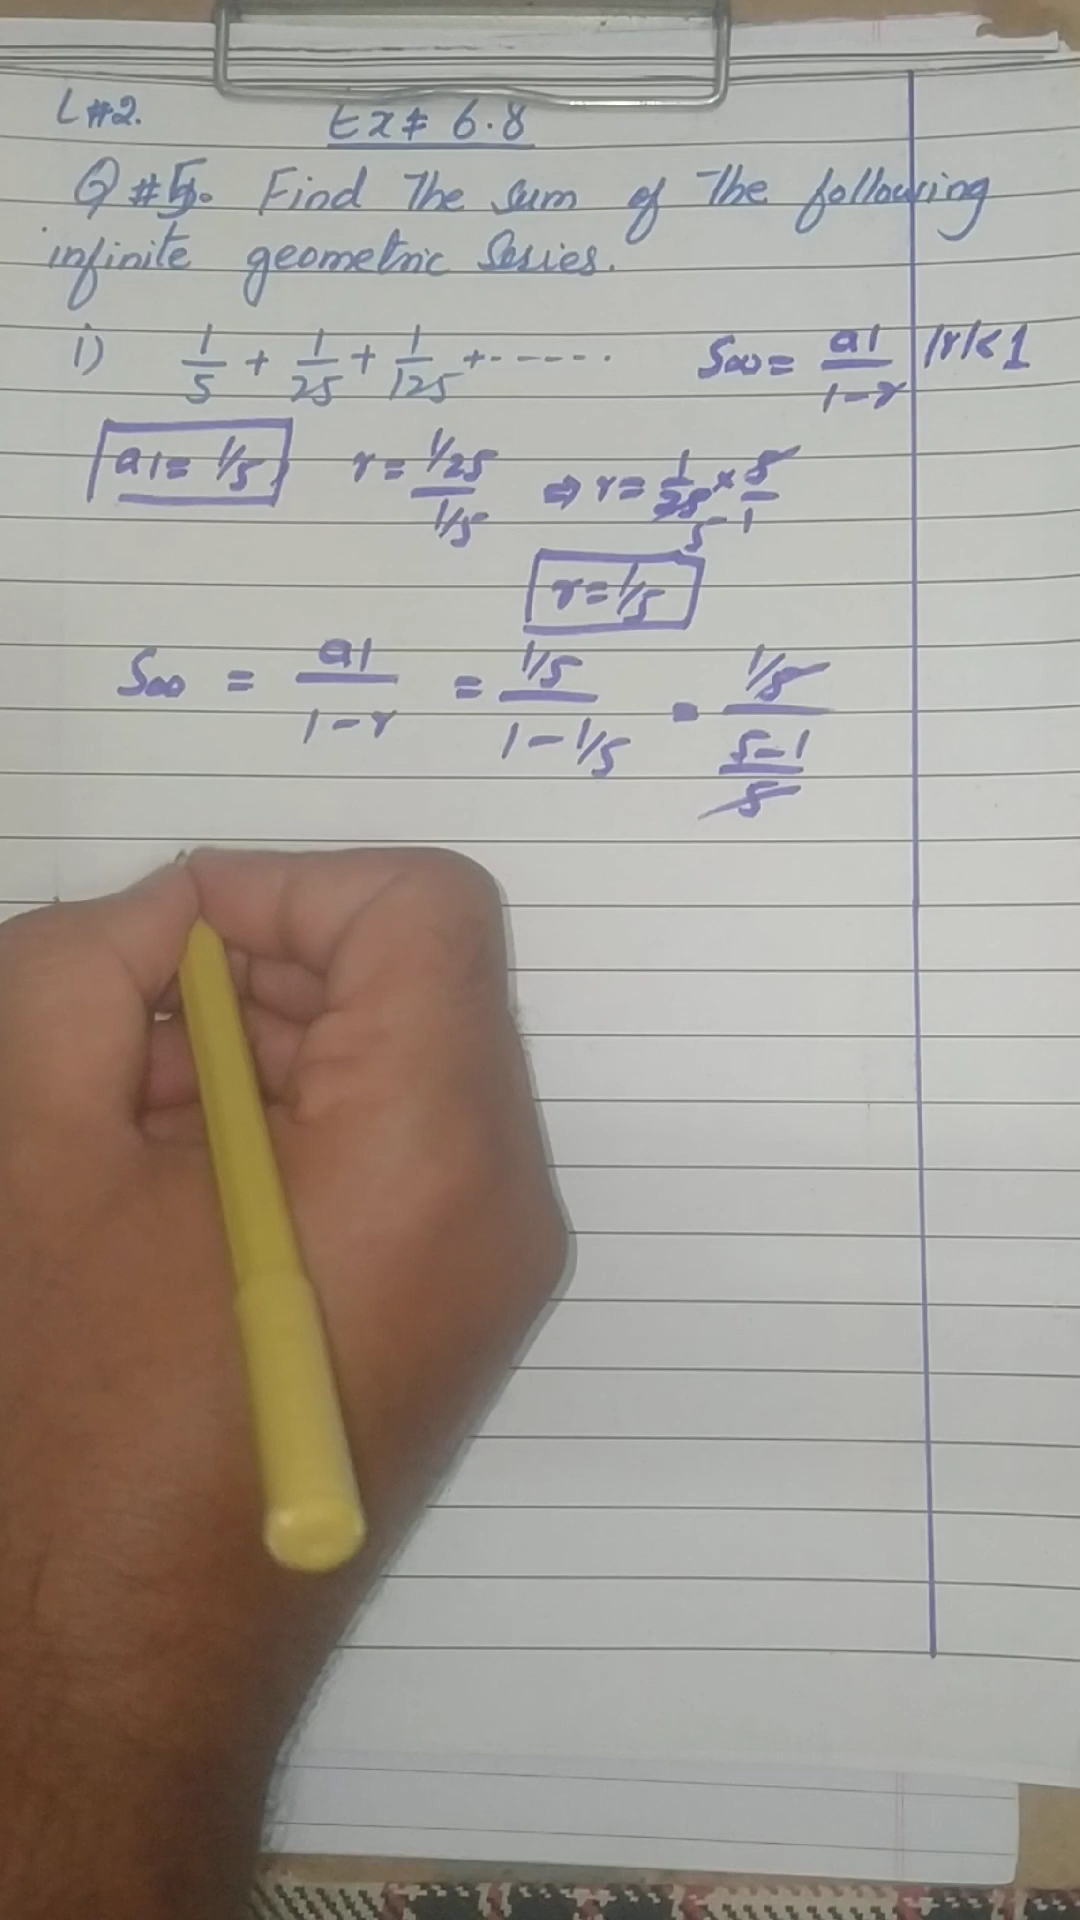 L#2. Ex# 6.8
Q#5. Find The sum of The following
infinite geometric Series.
i) 1/5 + 1/25 + 1/125 + ------ S∞ = a1/(1-r) |r|<1
a1 = 1/5 r = (1/25)/(1/5) ⇒ r = 1/25 × 5/1
5
r = 1/5
S∞ = a1/(1-r) = (1/5)/(1-1/5) = (1/5)/((5-1)/5)